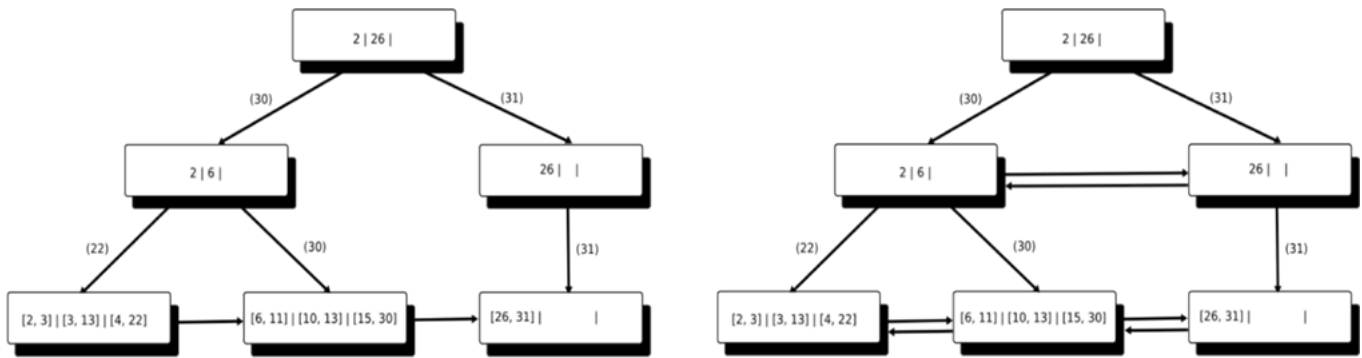 2 | 26 |
2 | 26 |
(30)
(31)
(30)
(31)
2 | 6 |
26 | |
2 | 6 |
26 | |
(22)
(30)
(31)
(22)
(30)
(31)
[2, 3] | [3, 13] | [4, 22]
[6, 11] | [10, 13] | [15, 30]
[26, 31] | |
[2, 3] | [3, 13] | [4, 22]
[6, 11] | [10, 13] | [15, 30]
[26, 31] | |